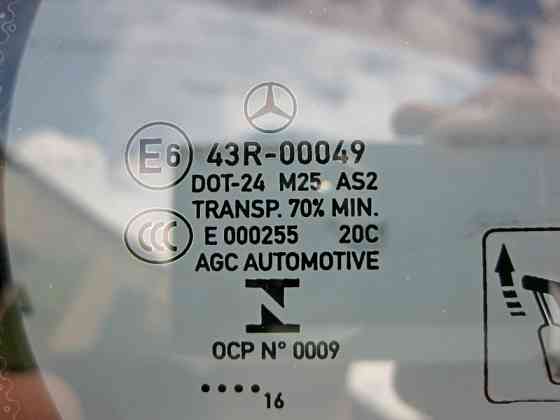 E6 43R-00049
DOT-24 M25 AS2
TRANSP. 70% MIN.
CCC E 000255 20C
AGC AUTOMOTIVE
N
OCP N° 0009
.... 16